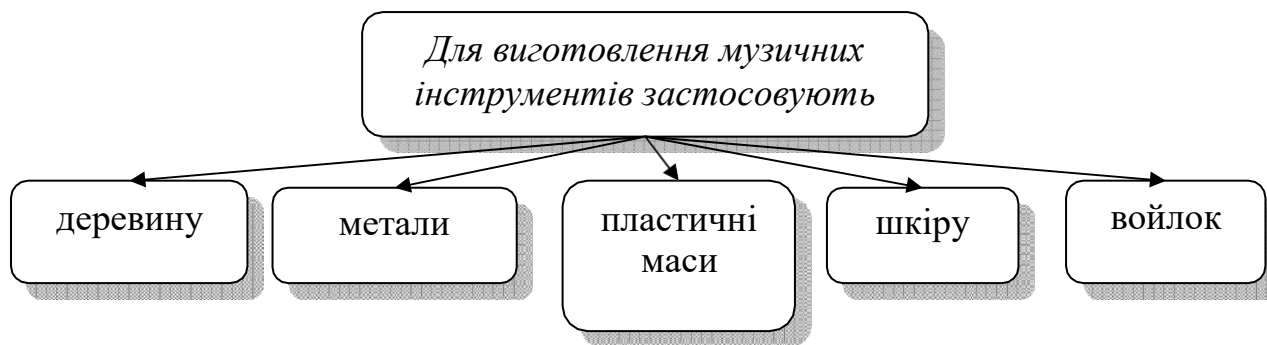 Для виготовлення музичних
інструментів застосовують
деревину
метали
пластичні
маси
шкіру
войлок